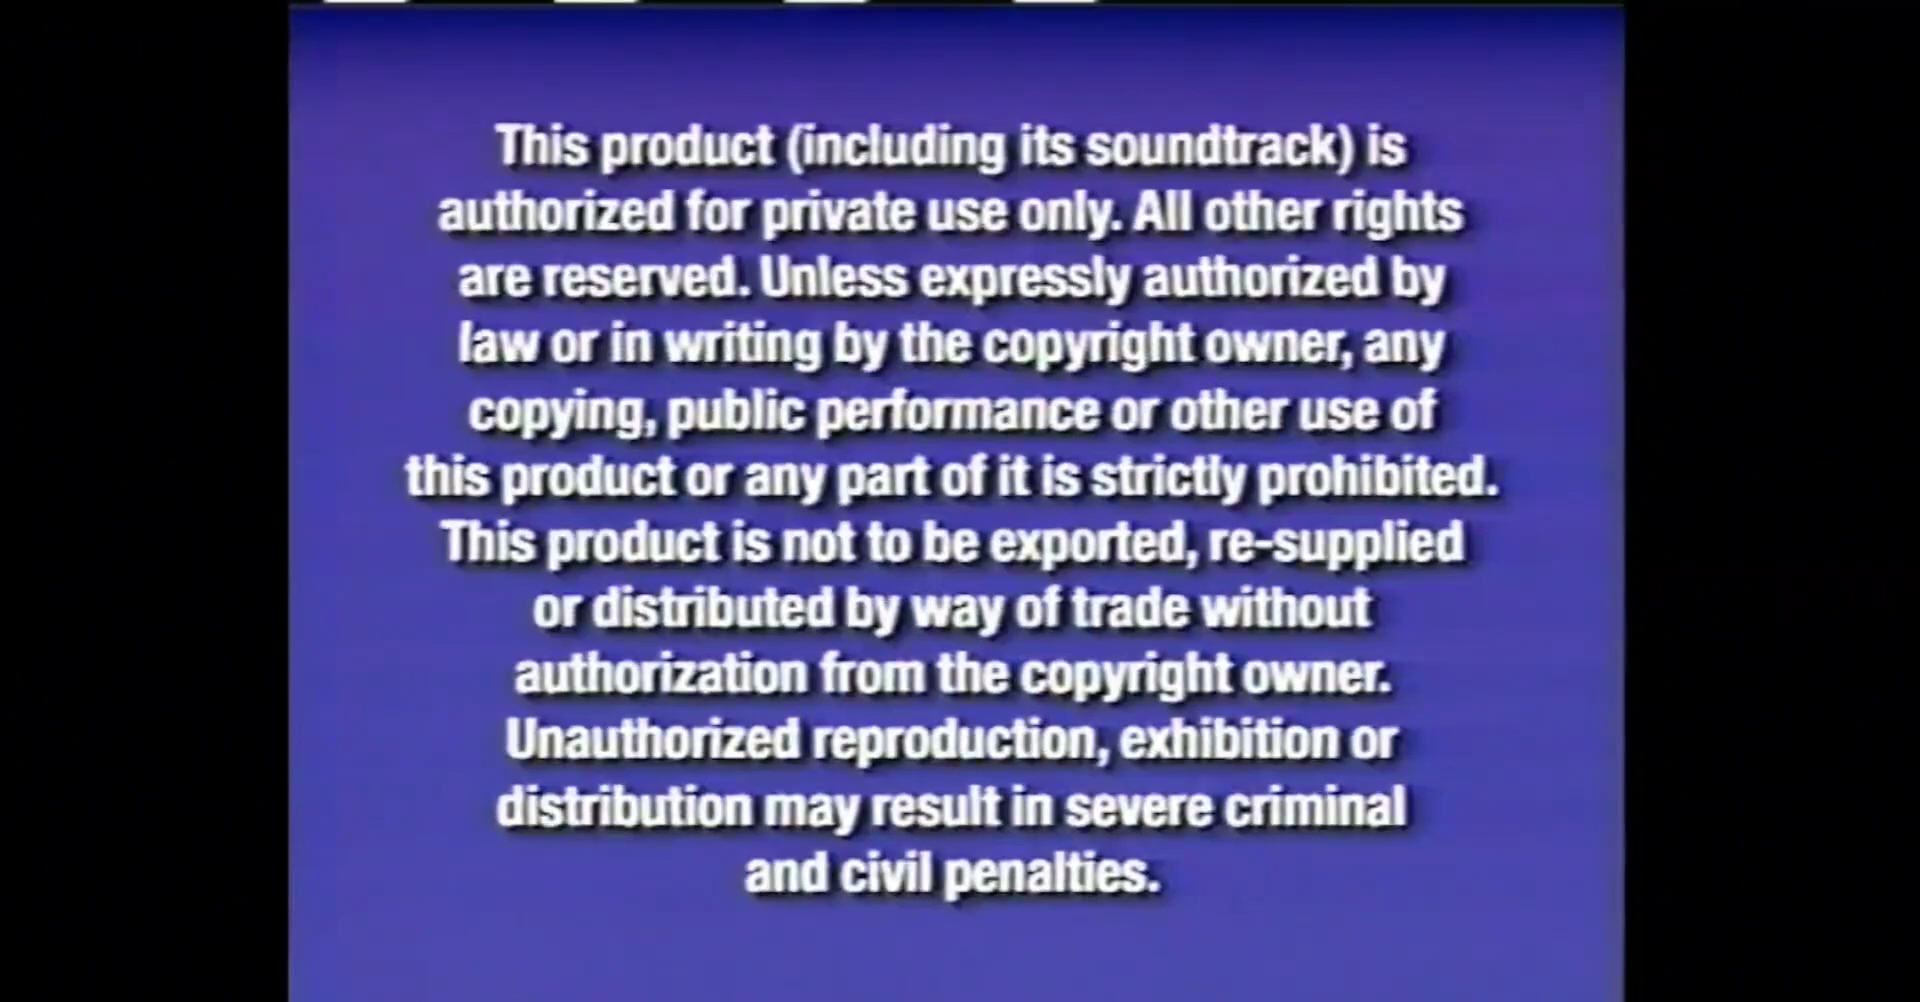 This product (including its soundtrack) is
authorized for private use only. All other rights
are reserved. Unless expressly authorized by
law or in writing by the copyright owner, any
copying, public performance or other use of
this product or any part of it is strictly prohibited.
This product is not to be exported, re-supplied
or distributed by way of trade without
authorization from the copyright owner.
Unauthorized reproduction, exhibition or
distribution may result in severe criminal
and civil penalties.